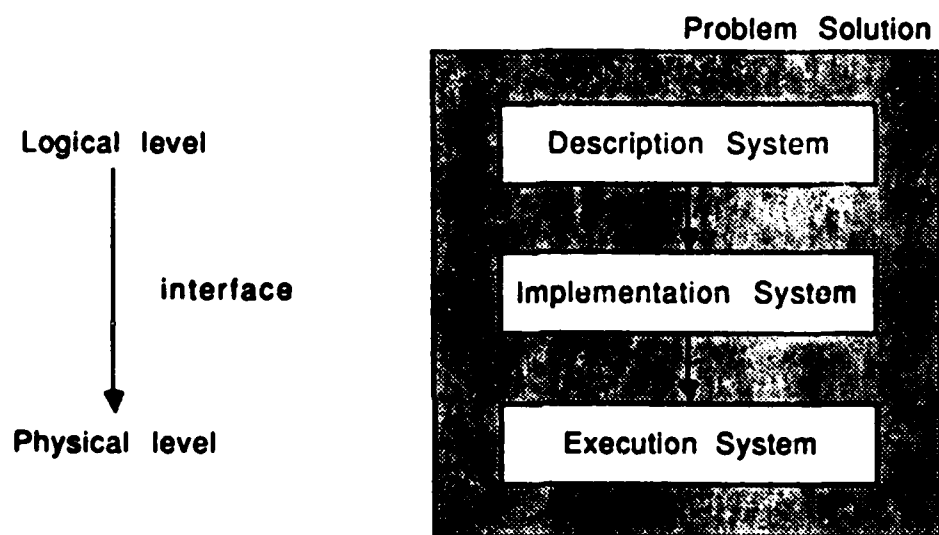 Problem Solution
Logical level
Description System
interface
Implementation System
Physical level
Execution System